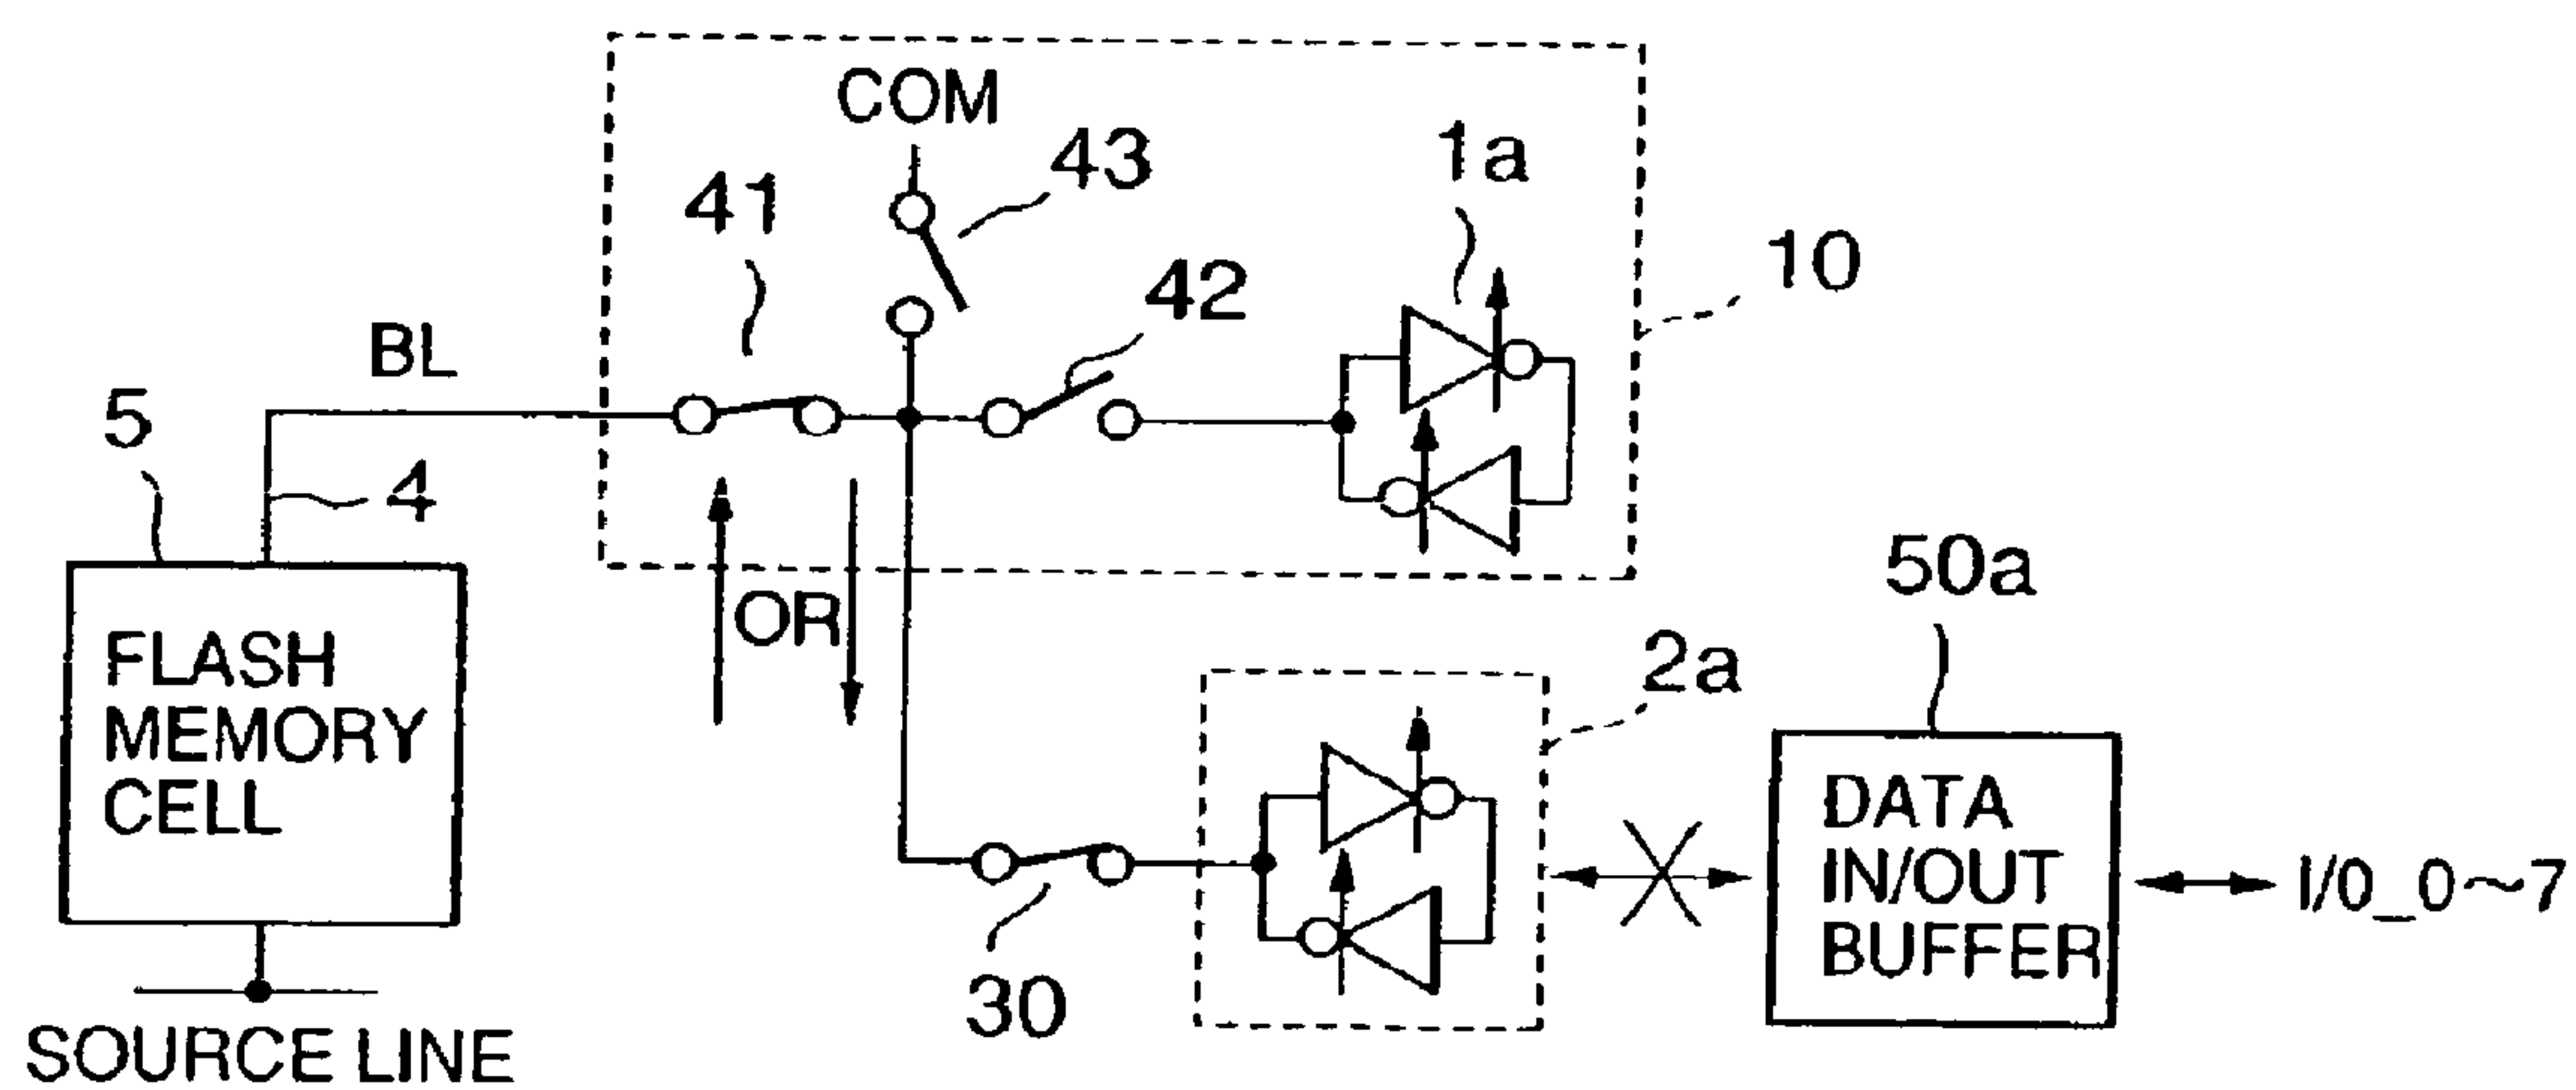 COM
43
1a
41
10
42
BL
5
4
OR
50a
FLASH
MEMORY
CELL
2a
DATA
IN/OUT
BUFFER
I/0_0~7
30
SOURCE LINE